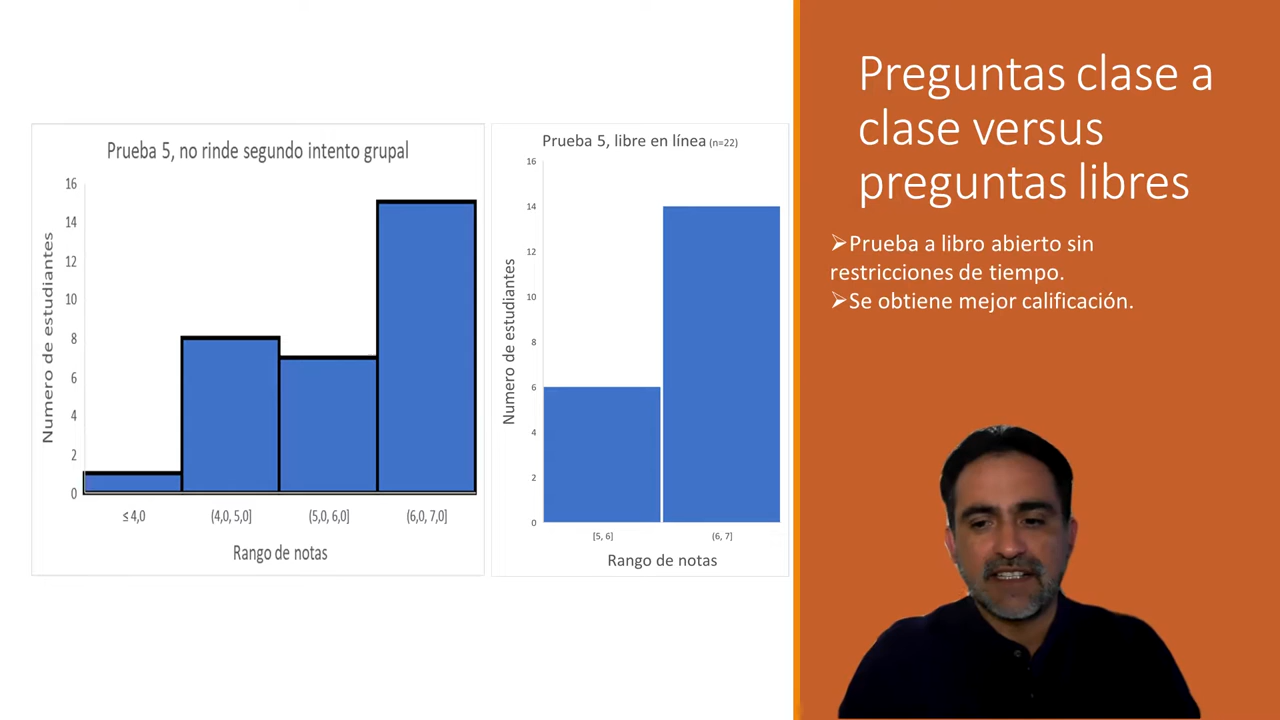 Preguntas clase a
clase versus
preguntas libres
➢Prueba a libro abierto sin
restricciones de tiempo.
➢Se obtiene mejor calificación.
Prueba 5, no rinde segundo intento grupal
Numero de estudiantes
16
14
12
10
8
6
4
2
0
≤ 4,0
(4,0, 5,0]
(5,0, 6,0]
(6,0, 7,0]
Rango de notas
Prueba 5, libre en línea (n=22)
Numero de estudiantes
16
14
12
10
8
6
4
2
0
[5, 6]
(6, 7]
Rango de notas